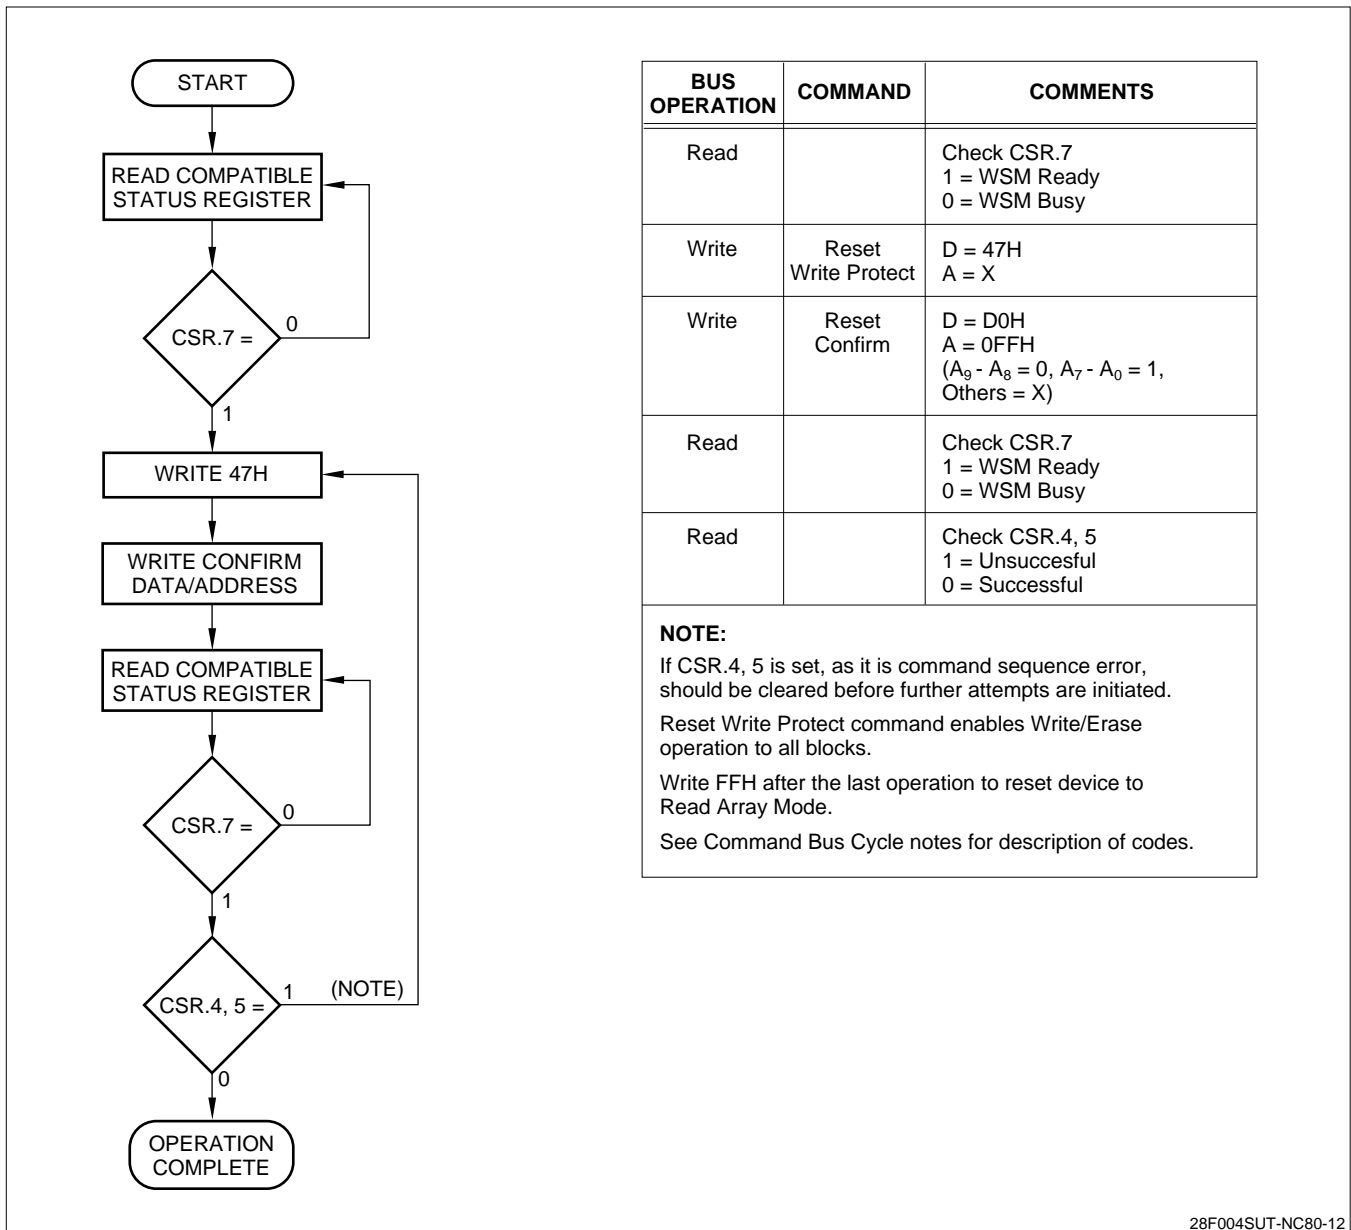 START
READ COMPATIBLE
STATUS REGISTER
CSR.7 =
0
1
WRITE 47H
WRITE CONFIRM
DATA/ADDRESS
READ COMPATIBLE
STATUS REGISTER
CSR.7 =
0
1
CSR.4, 5 =
1
(NOTE)
0
OPERATION
COMPLETE
BUS
OPERATION
COMMAND
COMMENTS
Read
Check CSR.7
1 = WSM Ready
0 = WSM Busy
Write
Reset
Write Protect
D = 47H
A = X
Write
Reset
Confirm
D = D0H
A = 0FFH
(A9 - A8 = 0, A7 - A0 = 1,
Others = X)
Read
Check CSR.7
1 = WSM Ready
0 = WSM Busy
Read
Check CSR.4, 5
1 = Unsuccesful
0 = Successful
NOTE:
If CSR.4, 5 is set, as it is command sequence error,
should be cleared before further attempts are initiated.
Reset Write Protect command enables Write/Erase
operation to all blocks.
Write FFH after the last operation to reset device to
Read Array Mode.
See Command Bus Cycle notes for description of codes.
28F004SUT-NC80-12